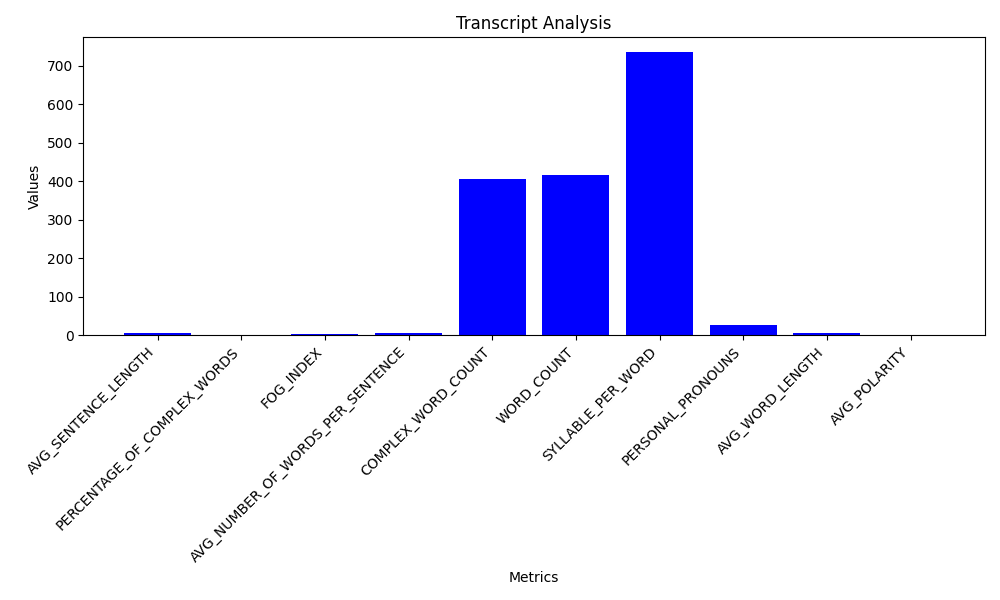 Transcript Analysis
Values
700
600
500
400
300
200
100
0
AVG_SENTENCE_LENGTH
PERCENTAGE_OF_COMPLEX_WORDS
FOG_INDEX
AVG_NUMBER_OF_WORDS_PER_SENTENCE
COMPLEX_WORD_COUNT
WORD_COUNT
SYLLABLE_PER_WORD
PERSONAL_PRONOUNS
AVG_WORD_LENGTH
AVG_POLARITY
Metrics